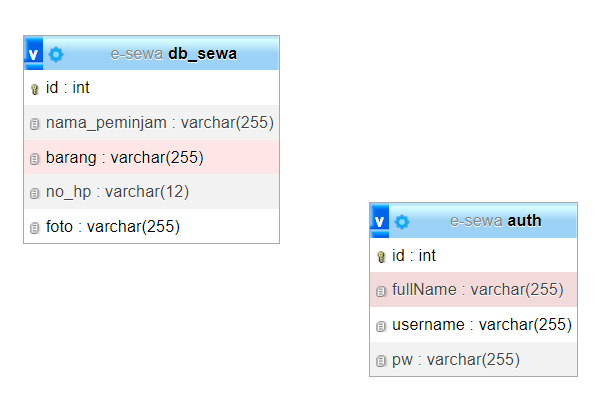 v e-sewa db_sewa
id : int
nama_peminjam : varchar(255)
barang : varchar(255)
no_hp : varchar(12)
foto : varchar(255)
v e-sewa auth
id : int
fullName : varchar(255)
username : varchar(255)
pw : varchar(255)